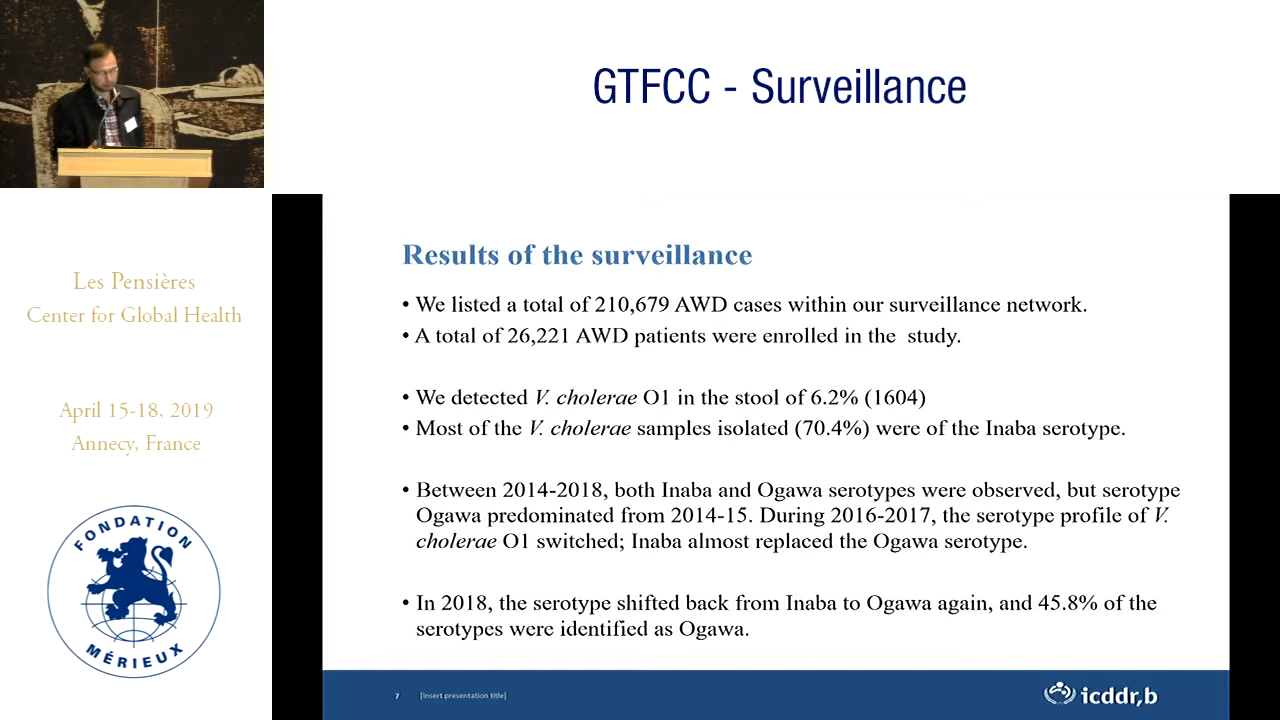 GTFCC - Surveillance
Les Pensières
Center for Global Health
April 15-18, 2019
Annecy, France
FONDATION
MÉRIEUX
Results of the surveillance
• We listed a total of 210,679 AWD cases within our surveillance network.
• A total of 26,221 AWD patients were enrolled in the study.
• We detected V. cholerae O1 in the stool of 6.2% (1604)
• Most of the V. cholerae samples isolated (70.4%) were of the Inaba serotype.
• Between 2014-2018, both Inaba and Ogawa serotypes were observed, but serotype
Ogawa predominated from 2014-15. During 2016-2017, the serotype profile of V.
cholerae O1 switched; Inaba almost replaced the Ogawa serotype.
• In 2018, the serotype shifted back from Inaba to Ogawa again, and 45.8% of the
serotypes were identified as Ogawa.
7 [Insert presentation title]
icddr,b